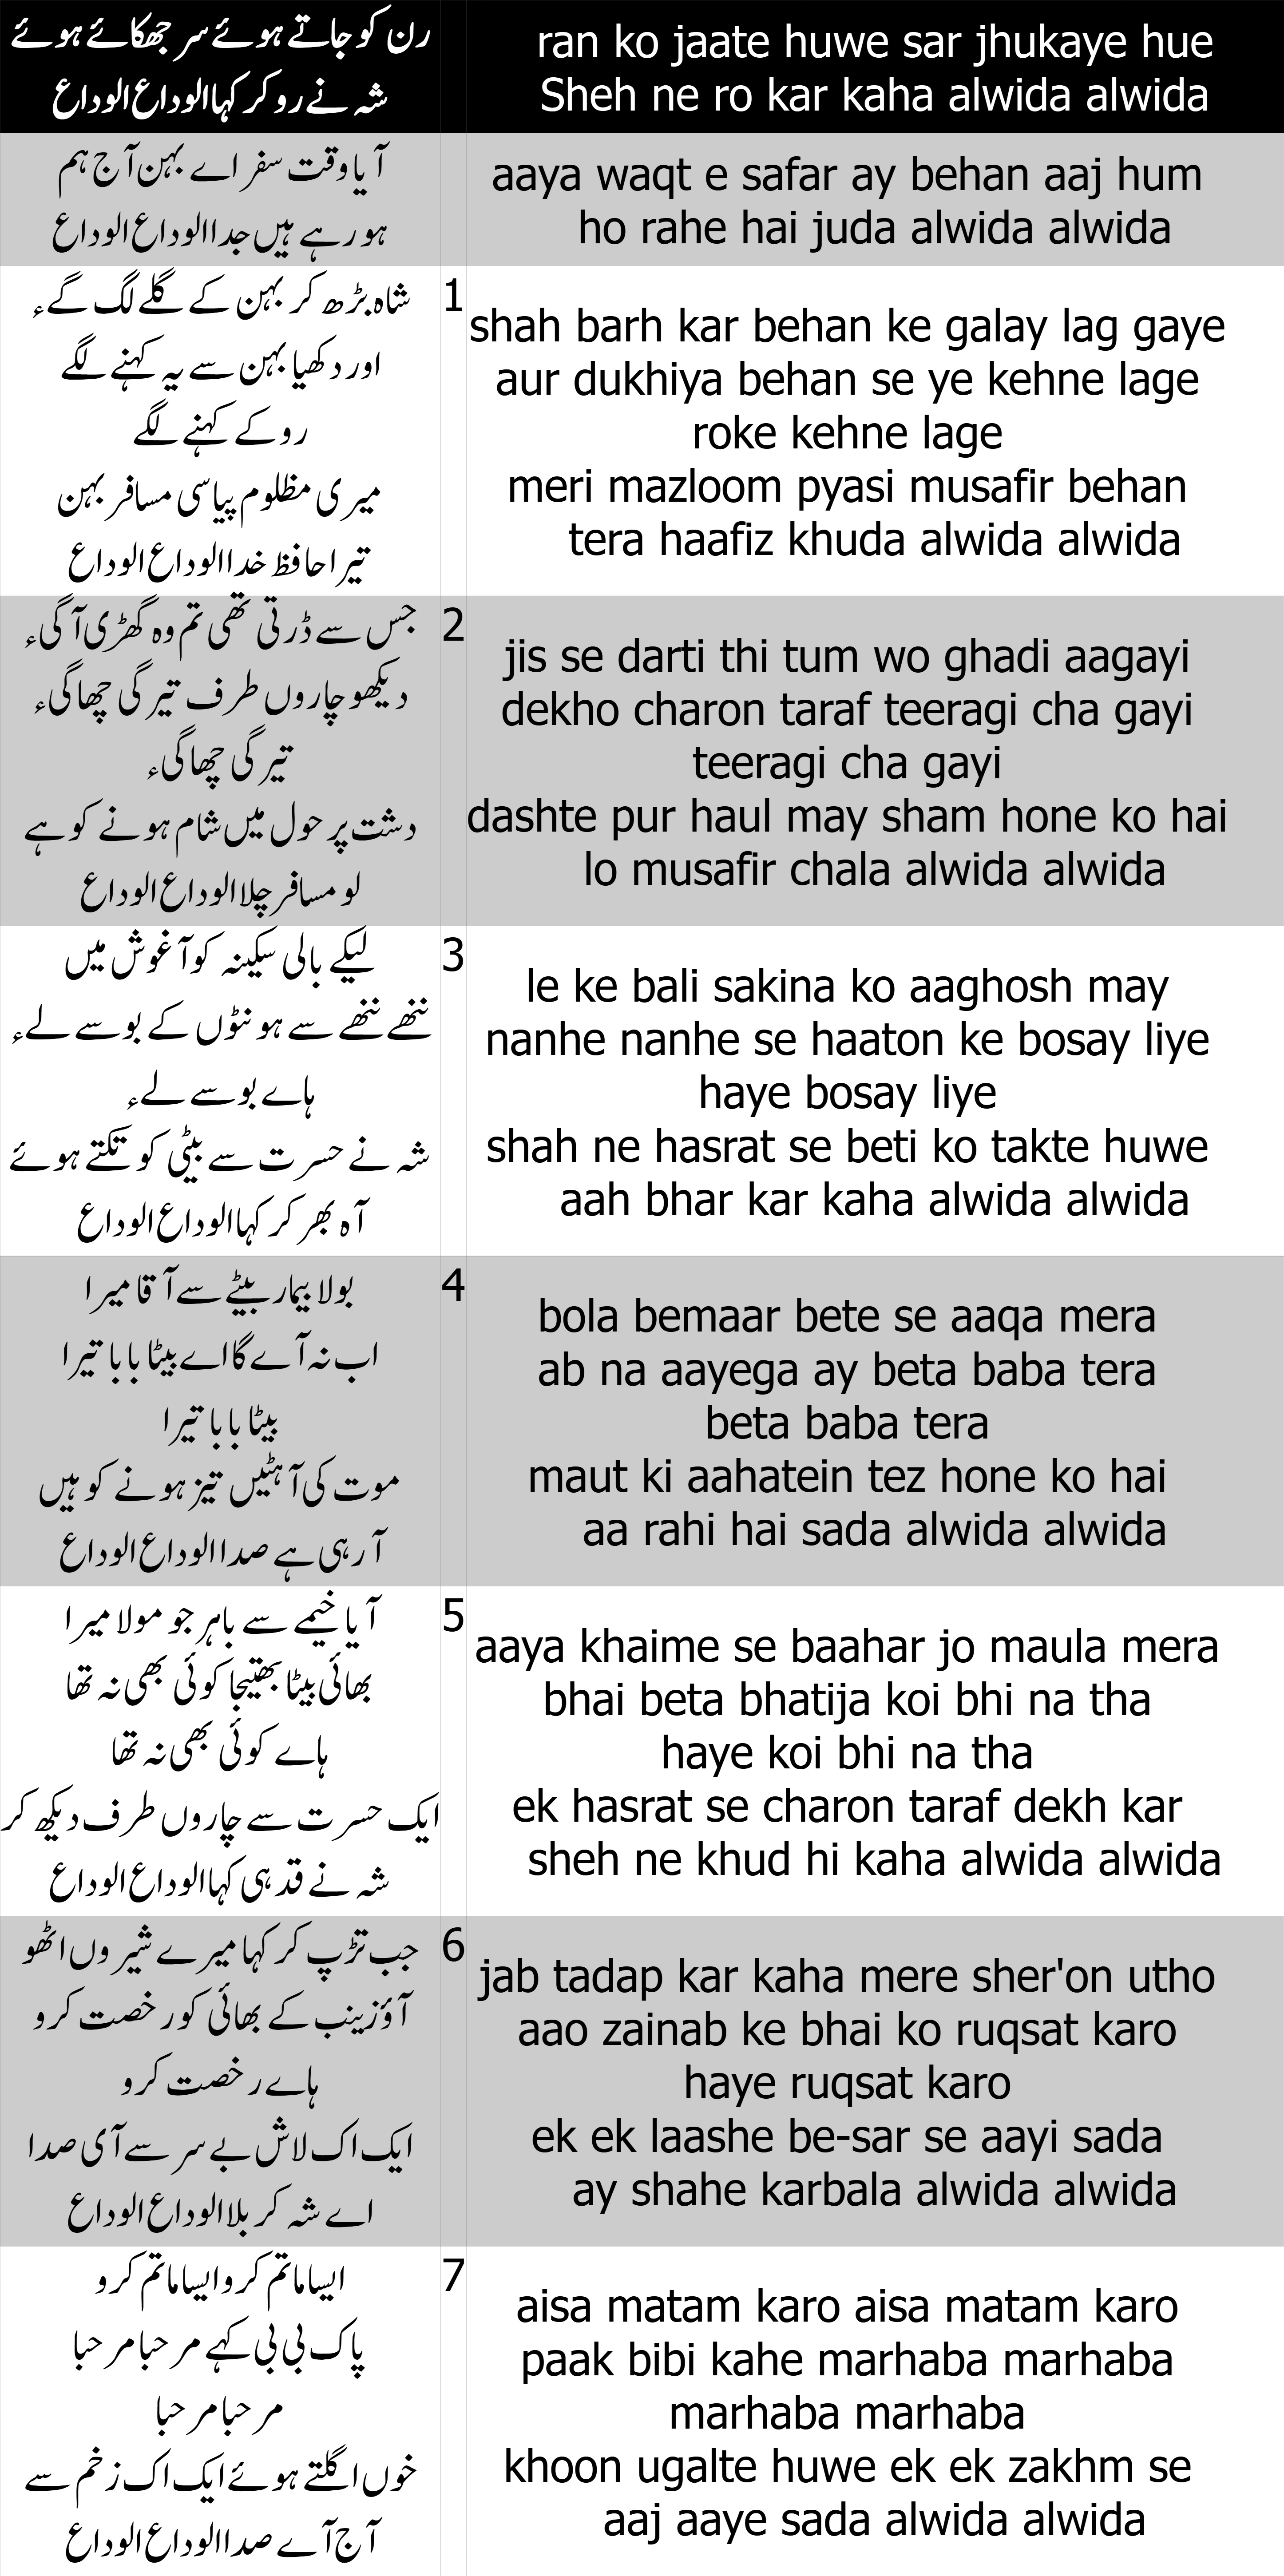 رن کو جاتے ہوئے سر جھکائے ہوئے
شہ نے رو کر کہا الوداع الوداع
ran ko jaate huwe sar jhukaye hue
Sheh ne ro kar kaha alwida alwida
آیا وقت سفر اے بہن آج ہم
ہو رہے ہیں جدا الوداع الوداع
aaya waqt e safar ay behan aaj hum
ho rahe hai juda alwida alwida
شاہ بڑھ کر بہن کے گلے لگ گےء
اور دکھیا بہن سے یہ کہنے لگے
روکے کہنے لگے
میری مظلوم پیاسی مسافر بہن
تیرا حافظ خدا الوداع الوداع
1
shah barh kar behan ke galay lag gaye
aur dukhiya behan se ye kehne lage
roke kehne lage
meri mazloom pyasi musafir behan
tera haafiz khuda alwida alwida
جس سے ڈرتی تھی تم وہ گھڑی آگیء
دیکھو چاروں طرف تیرگی چھاگیء
تیرگی چھاگیء
دشت پر حول میں شام ہونے کو ہے
لو مسافر چلا الوداع الوداع
2
jis se darti thi tum wo ghadi aagayi
dekho charon taraf teeragi cha gayi
teeragi cha gayi
dashte pur haul may sham hone ko hai
lo musafir chala alwida alwida
لیکے بالی سکینہ کو آغوش میں
ننھے ننھے سے ہونٹوں کے بوسے لےء
ہاے بوسے لےء
شہ نے حسرت سے بیٹی کو تکتے ہوئے
آہ بھر کر کہا الوداع الوداع
3
le ke bali sakina ko aaghosh may
nanhe nanhe se haaton ke bosay liye
haye bosay liye
shah ne hasrat se beti ko takte huwe
aah bhar kar kaha alwida alwida
بولا بیمار بیٹے سے آقا میرا
اب نہ آے گا اے بیٹا بابا تیرا
بیٹا بابا تیرا
موت کی آہٹیں تیز ہونے کو ہیں
آرہی ہے صدا الوداع الوداع
4
bola bemaar bete se aaqa mera
ab na aayega ay beta baba tera
beta baba tera
maut ki aahatein tez hone ko hai
aa rahi hai sada alwida alwida
آیا خیمے سے باہر جو مولا میرا
بھائی بیٹا بھتیجا کوئی بھی نہ تھا
ہاے کوئی بھی نہ تھا
ایک حسرت سے چاروں طرف دیکھ کر
شہ نے قد ہی کہا الوداع الوداع
5
aaya khaime se baahar jo maula mera
bhai beta bhatija koi bhi na tha
haye koi bhi na tha
ek hasrat se charon taraf dekh kar
sheh ne khud hi kaha alwida alwida
جب تڑپ کر کہا میرے شیروں اٹھو
آؤ زینب کے بھائی کو رخصت کرو
ہاے رخصت کرو
ایک اک لاش بے سر سے آی صدا
اے شہ کربلا الوداع الوداع
6
jab tadap kar kaha mere sher'on utho
aao zainab ke bhai ko ruqsat karo
haye ruqsat karo
ek ek laashe be-sar se aayi sada
ay shahe karbala alwida alwida
ایسا ماتم کرو ایسا ماتم کرو
پاک بی بی کہے مرحبا مرحبا
مرحبا مرحبا
خوں اگلتے ہوئے ایک اک زخم سے
آج آے صدا الوداع الوداع
7
aisa matam karo aisa matam karo
paak bibi kahe marhaba marhaba
marhaba marhaba
khoon ugalte huwe ek ek zakhm se
aaj aaye sada alwida alwida